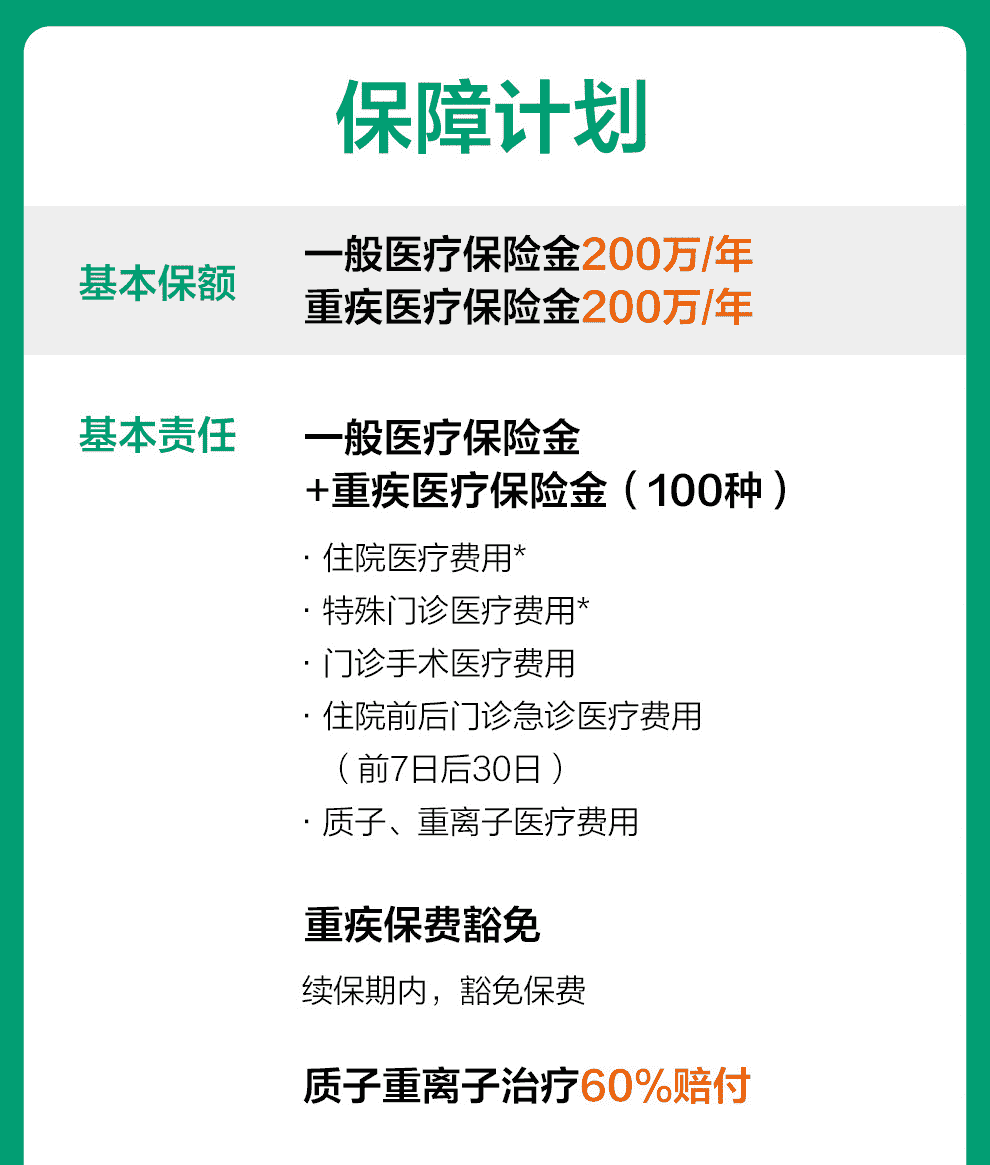 保障计划
基本保额
一般医疗保险金200万/年
重疾医疗保险金200万/年
基本责任
一般医疗保险金
+重疾医疗保险金（100种）
· 住院医疗费用*
· 特殊门诊医疗费用*
· 门诊手术医疗费用
· 住院前后门诊急诊医疗费用
（前7日后30日）
· 质子、重离子医疗费用
重疾保费豁免
续保期内，豁免保费
质子重离子治疗60%赔付